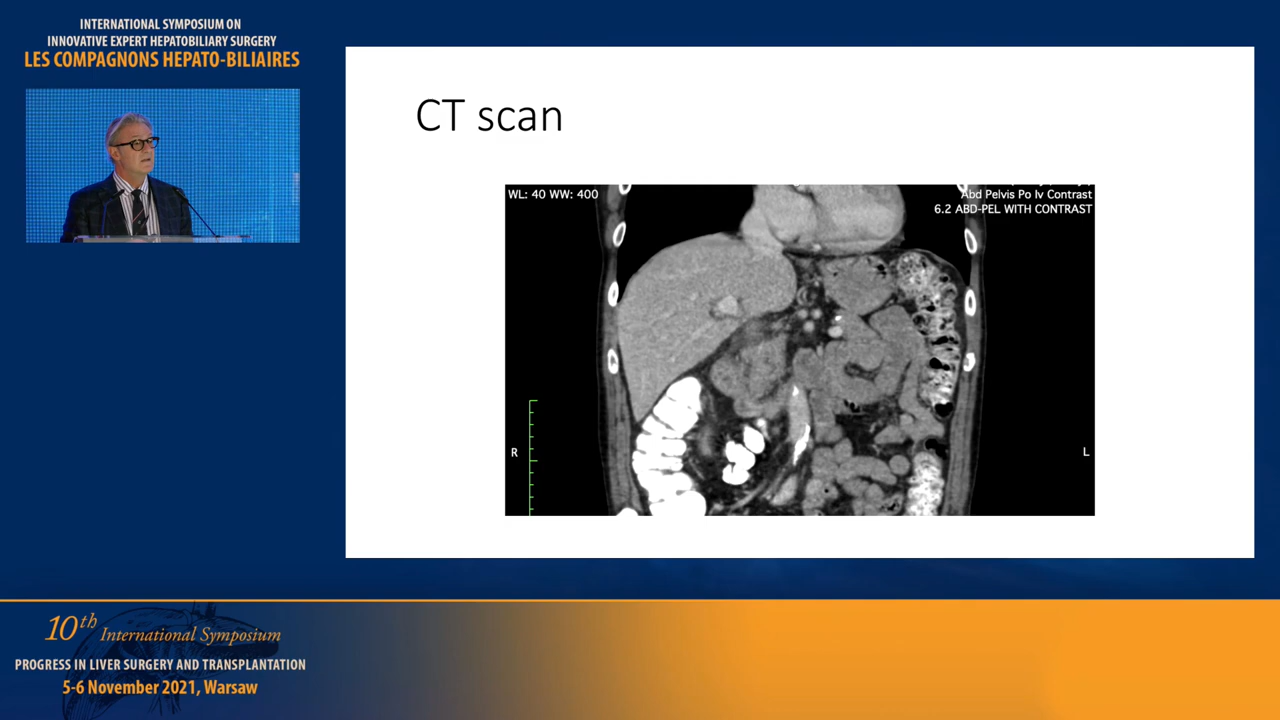 INTERNATIONAL SYMPOSIUM ON
INNOVATIVE EXPERT HEPATOBILIARY SURGERY
LES COMPAGNONS HEPATO-BILIAIRES
CT scan
WL: 40 WW: 400
Abd Pelvis Po Iv Contrast
6.2 ABD-PEL WITH CONTRAST
R
L
10th International Symposium
PROGRESS IN LIVER SURGERY AND TRANSPLANTATION
5-6 November 2021, Warsaw